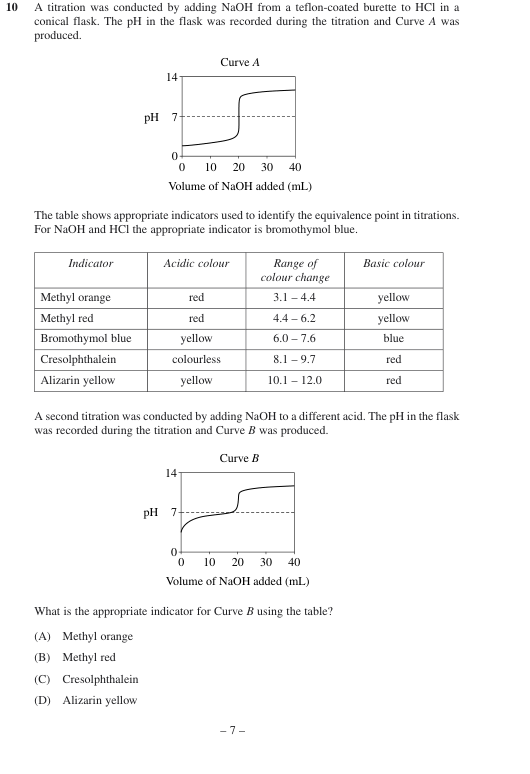 10 A titration was conducted by adding NaOH from a teflon-coated burette to HCl in a
conical flask. The pH in the flask was recorded during the titration and Curve A was
produced.
Curve A
14
pH 7
0
0 10 20 30 40
Volume of NaOH added (mL)
The table shows appropriate indicators used to identify the equivalence point in titrations.
For NaOH and HCl the appropriate indicator is bromothymol blue.
Indicator Acidic colour Range of colour change Basic colour
Methyl orange red 3.1 – 4.4 yellow
Methyl red red 4.4 – 6.2 yellow
Bromothymol blue yellow 6.0 – 7.6 blue
Cresolphthalein colourless 8.1 – 9.7 red
Alizarin yellow yellow 10.1 – 12.0 red
A second titration was conducted by adding NaOH to a different acid. The pH in the flask
was recorded during the titration and Curve B was produced.
Curve B
14
pH 7
0
0 10 20 30 40
Volume of NaOH added (mL)
What is the appropriate indicator for Curve B using the table?
(A) Methyl orange
(B) Methyl red
(C) Cresolphthalein
(D) Alizarin yellow
– 7 –